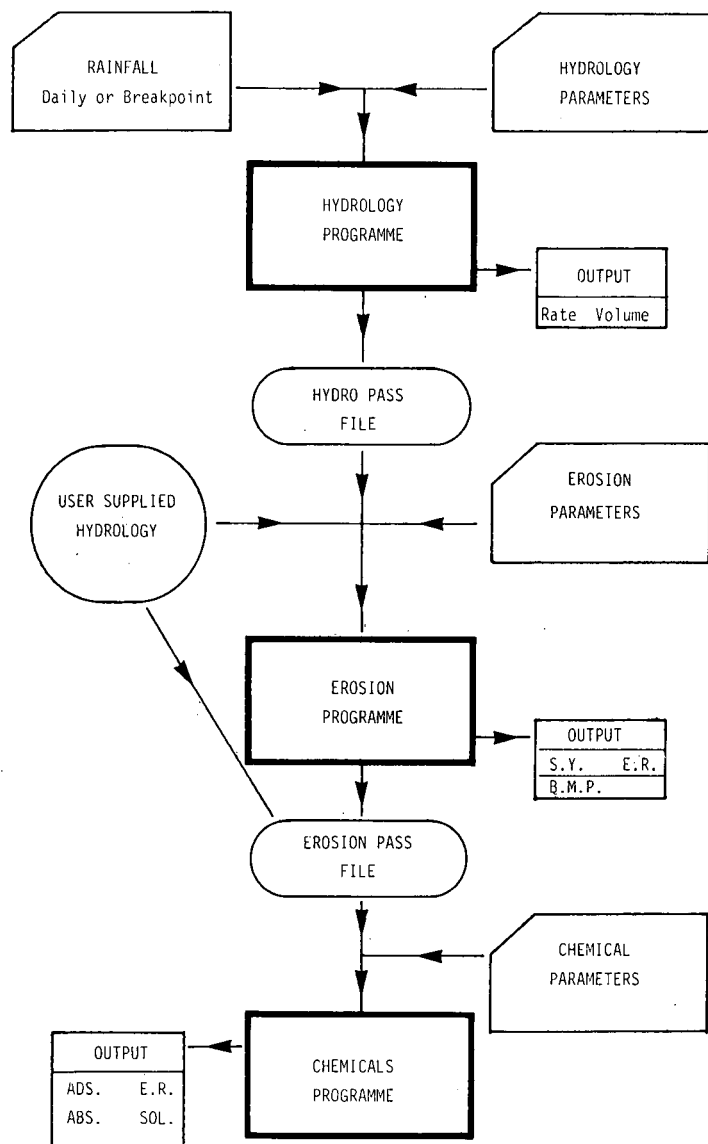 RAINFALL
Daily or Breakpoint
HYDROLOGY
PARAMETERS
HYDROLOGY
PROGRAMME
OUTPUT
Rate Volume
HYDRO PASS
FILE
USER SUPPLIED
HYDROLOGY
EROSION
PARAMETERS
EROSION
PROGRAMME
OUTPUT
S.Y. E.R.
B.M.P.
EROSION PASS
FILE
CHEMICAL
PARAMETERS
CHEMICALS
PROGRAMME
OUTPUT
ADS. E.R.
ABS. SOL.